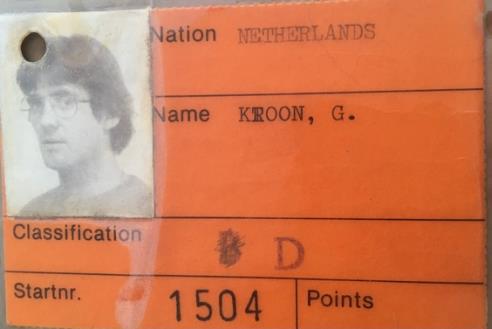 Nation NETHERLANDS
Name KROON, G.
Classification D
Startnr. 1504 Points